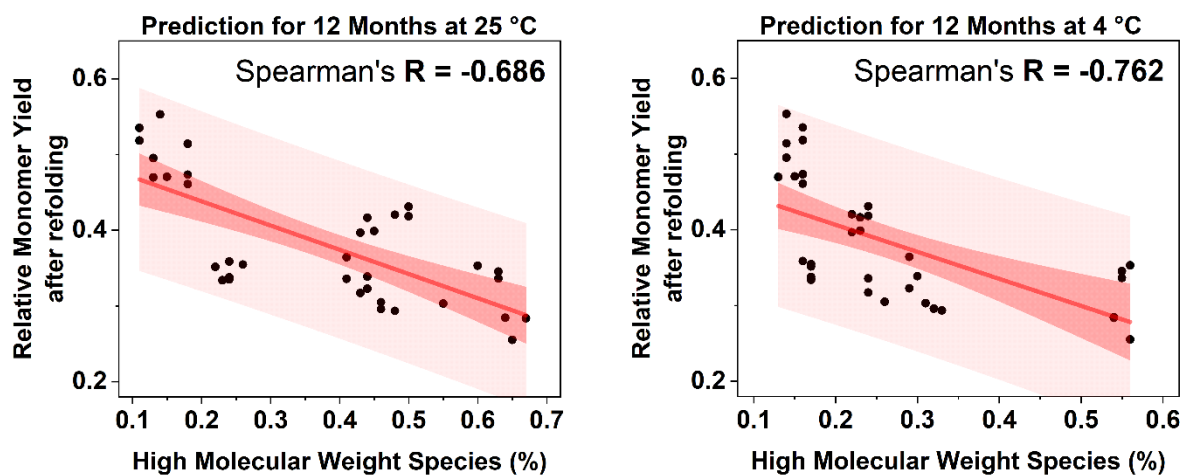 Prediction for 12 Months at 25 °C
Spearman's R = -0.686
Relative Monomer Yield
after refolding
0.6
0.4
0.2
0.1 0.2 0.3 0.4 0.5 0.6 0.7
High Molecular Weight Species (%)
Prediction for 12 Months at 4 °C
Spearman's R = -0.762
Relative Monomer Yield
after refolding
0.6
0.4
0.2
0.1 0.2 0.3 0.4 0.5 0.6
High Molecular Weight Species (%)